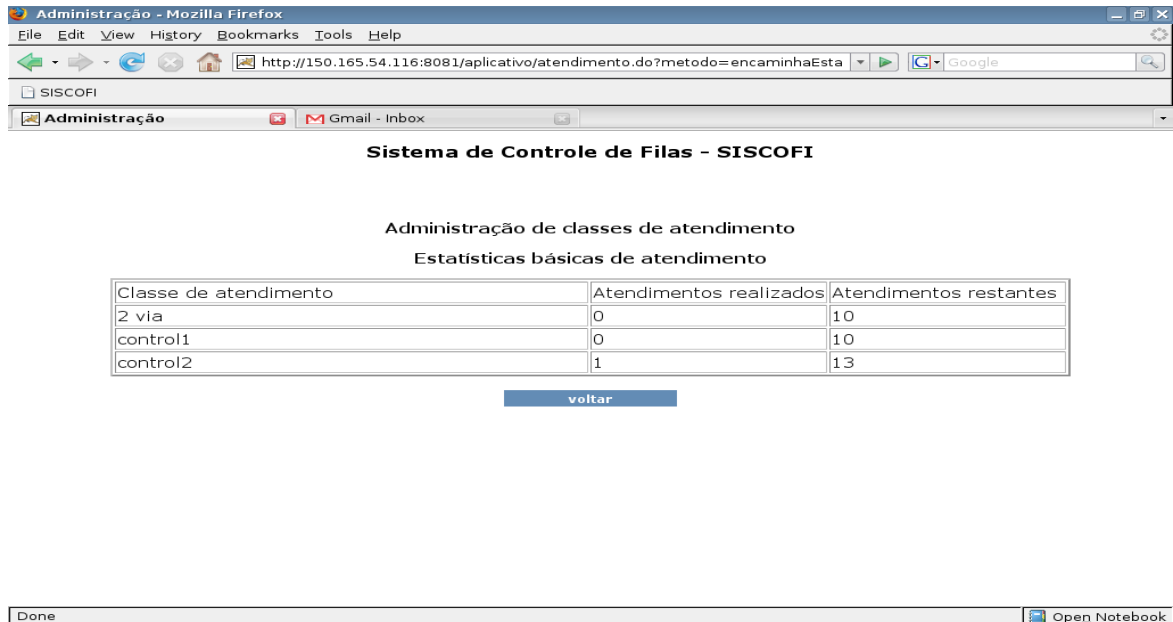 Administração - Mozilla Firefox
File Edit View History Bookmarks Tools Help
http://150.165.54.116:8081/aplicativo/atendimento.do?metodo=encaminhaEsta G Google
SISCOFI
Administração Gmail - Inbox
Sistema de Controle de Filas - SISCOFI
Administração de classes de atendimento
Estatísticas básicas de atendimento
Classe de atendimento Atendimentos realizados Atendimentos restantes
2 via 0 10
control1 0 10
control2 1 13
voltar
Done Open Notebook